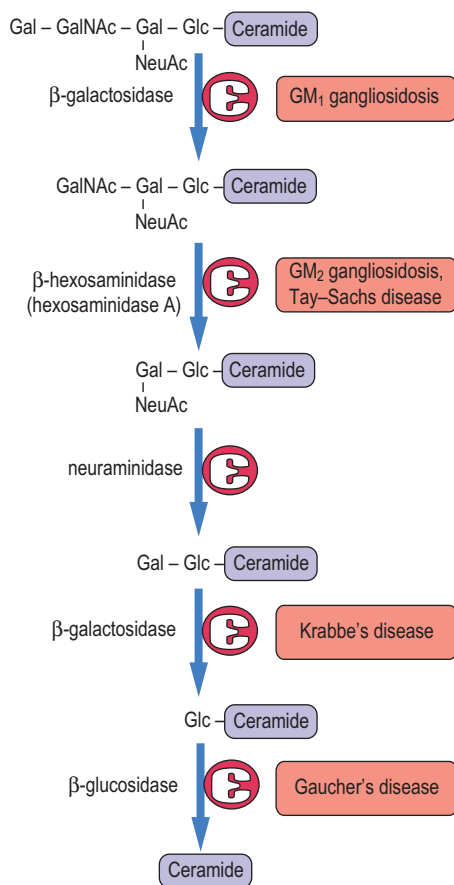 Gal – GalNAc – Gal – Glc – Ceramide
NeuAc
β-galactosidase
GM₁ gangliosidosis
GalNAc – Gal – Glc – Ceramide
NeuAc
β-hexosaminidase
(hexosaminidase A)
GM₂ gangliosidosis,
Tay–Sachs disease
Gal – Glc – Ceramide
NeuAc
neuraminidase
Gal – Glc – Ceramide
β-galactosidase
Krabbe's disease
Glc – Ceramide
β-glucosidase
Gaucher's disease
Ceramide